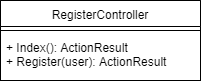 RegisterController
+ Index(): ActionResult
+ Register(user): ActionResult